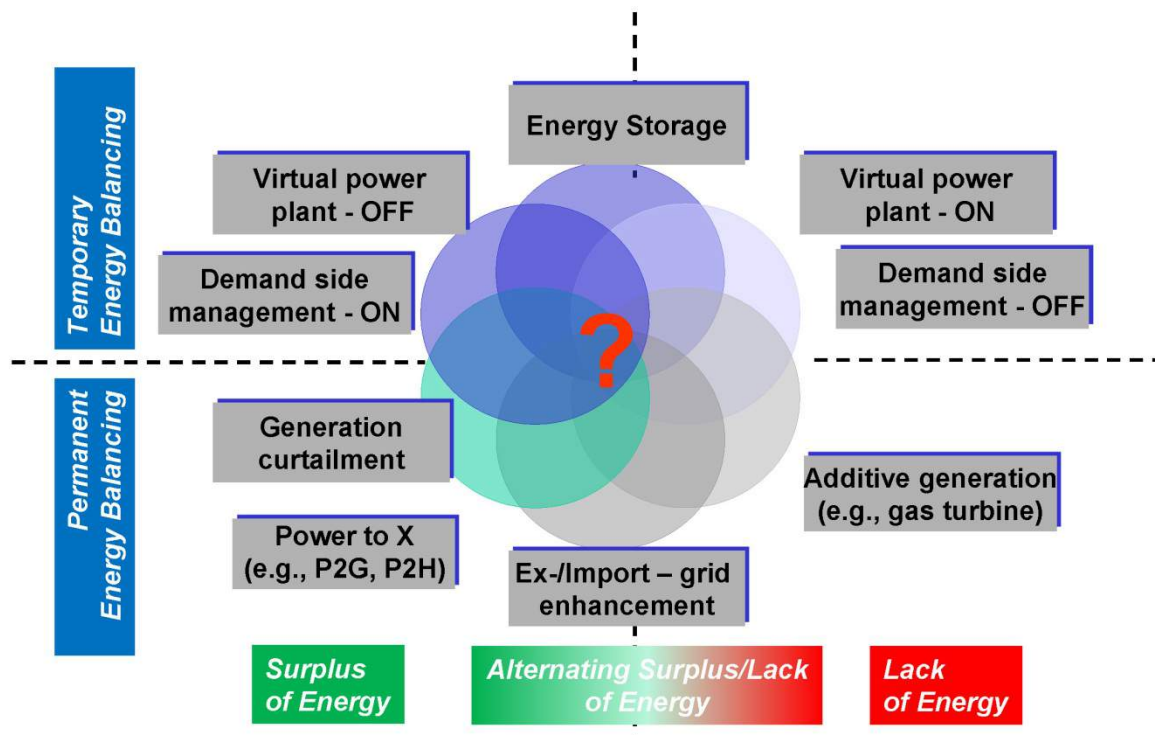 Temporary
Energy Balancing
Energy Storage
Virtual power
plant - OFF
Virtual power
plant - ON
Demand side
management - ON
Demand side
management - OFF
?
Permanent
Energy Balancing
Generation
curtailment
Additive generation
(e.g., gas turbine)
Power to X
(e.g., P2G, P2H)
Ex-/Import – grid
enhancement
Surplus
of Energy
Alternating Surplus/Lack
of Energy
Lack
of Energy